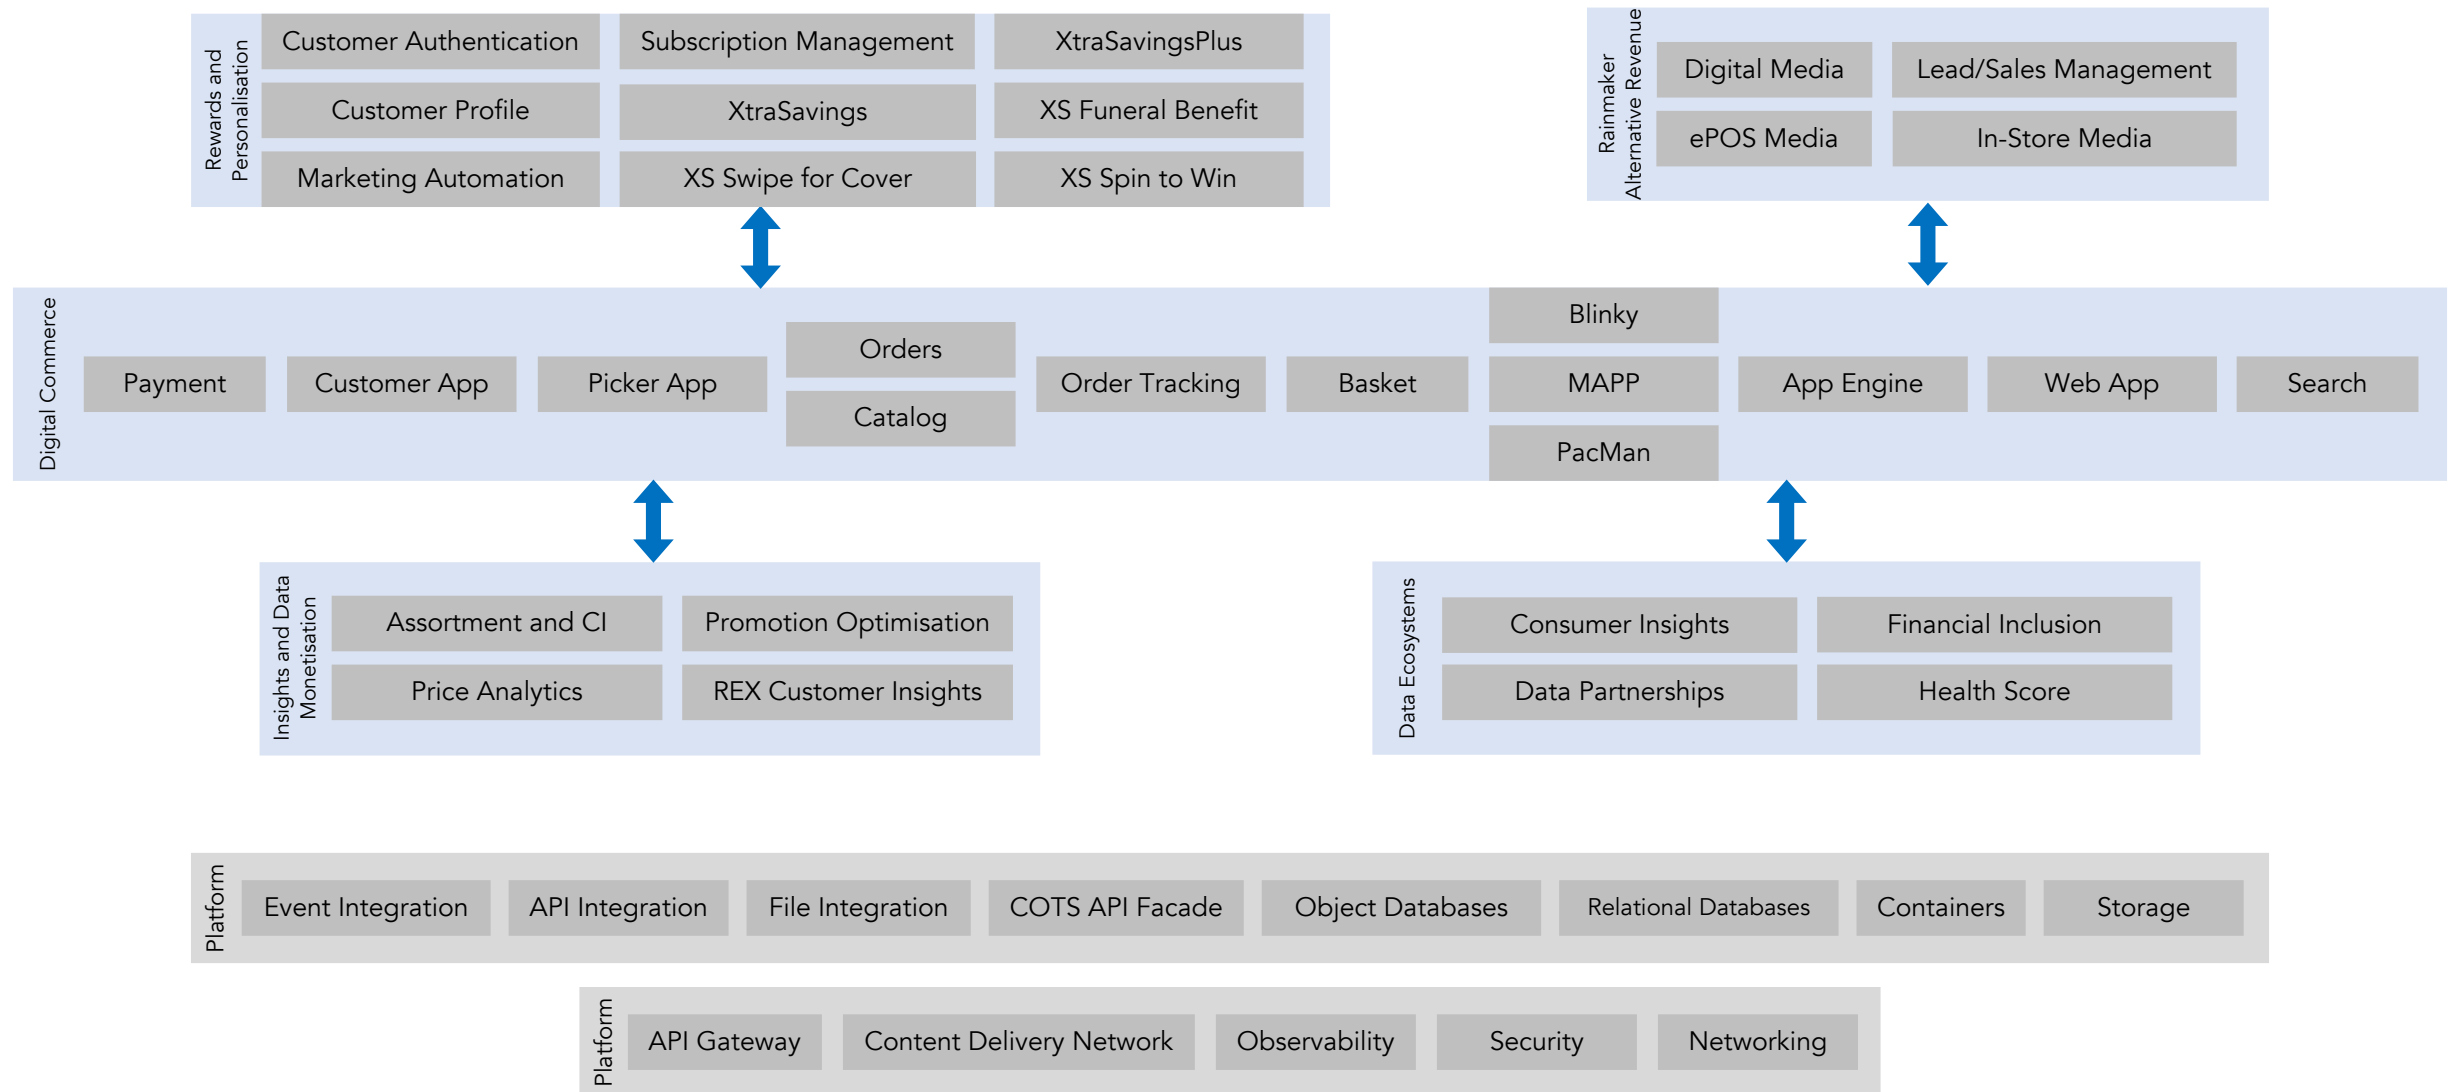 Rewards and
Personalisation
Customer Authentication
Subscription Management
XtraSavingsPlus
Customer Profile
XtraSavings
XS Funeral Benefit
Marketing Automation
XS Swipe for Cover
XS Spin to Win
Rainmaker
Alternative Revenue
Digital Media
Lead/Sales Management
ePOS Media
In-Store Media
Digital Commerce
Payment
Customer App
Picker App
Orders
Catalog
Order Tracking
Basket
Blinky
MAPP
PacMan
App Engine
Web App
Search
Insights and Data
Monetisation
Assortment and CI
Promotion Optimisation
Price Analytics
REX Customer Insights
Data Ecosystems
Consumer Insights
Financial Inclusion
Data Partnerships
Health Score
Platform
Event Integration
API Integration
File Integration
COTS API Facade
Object Databases
Relational Databases
Containers
Storage
Platform
API Gateway
Content Delivery Network
Observability
Security
Networking